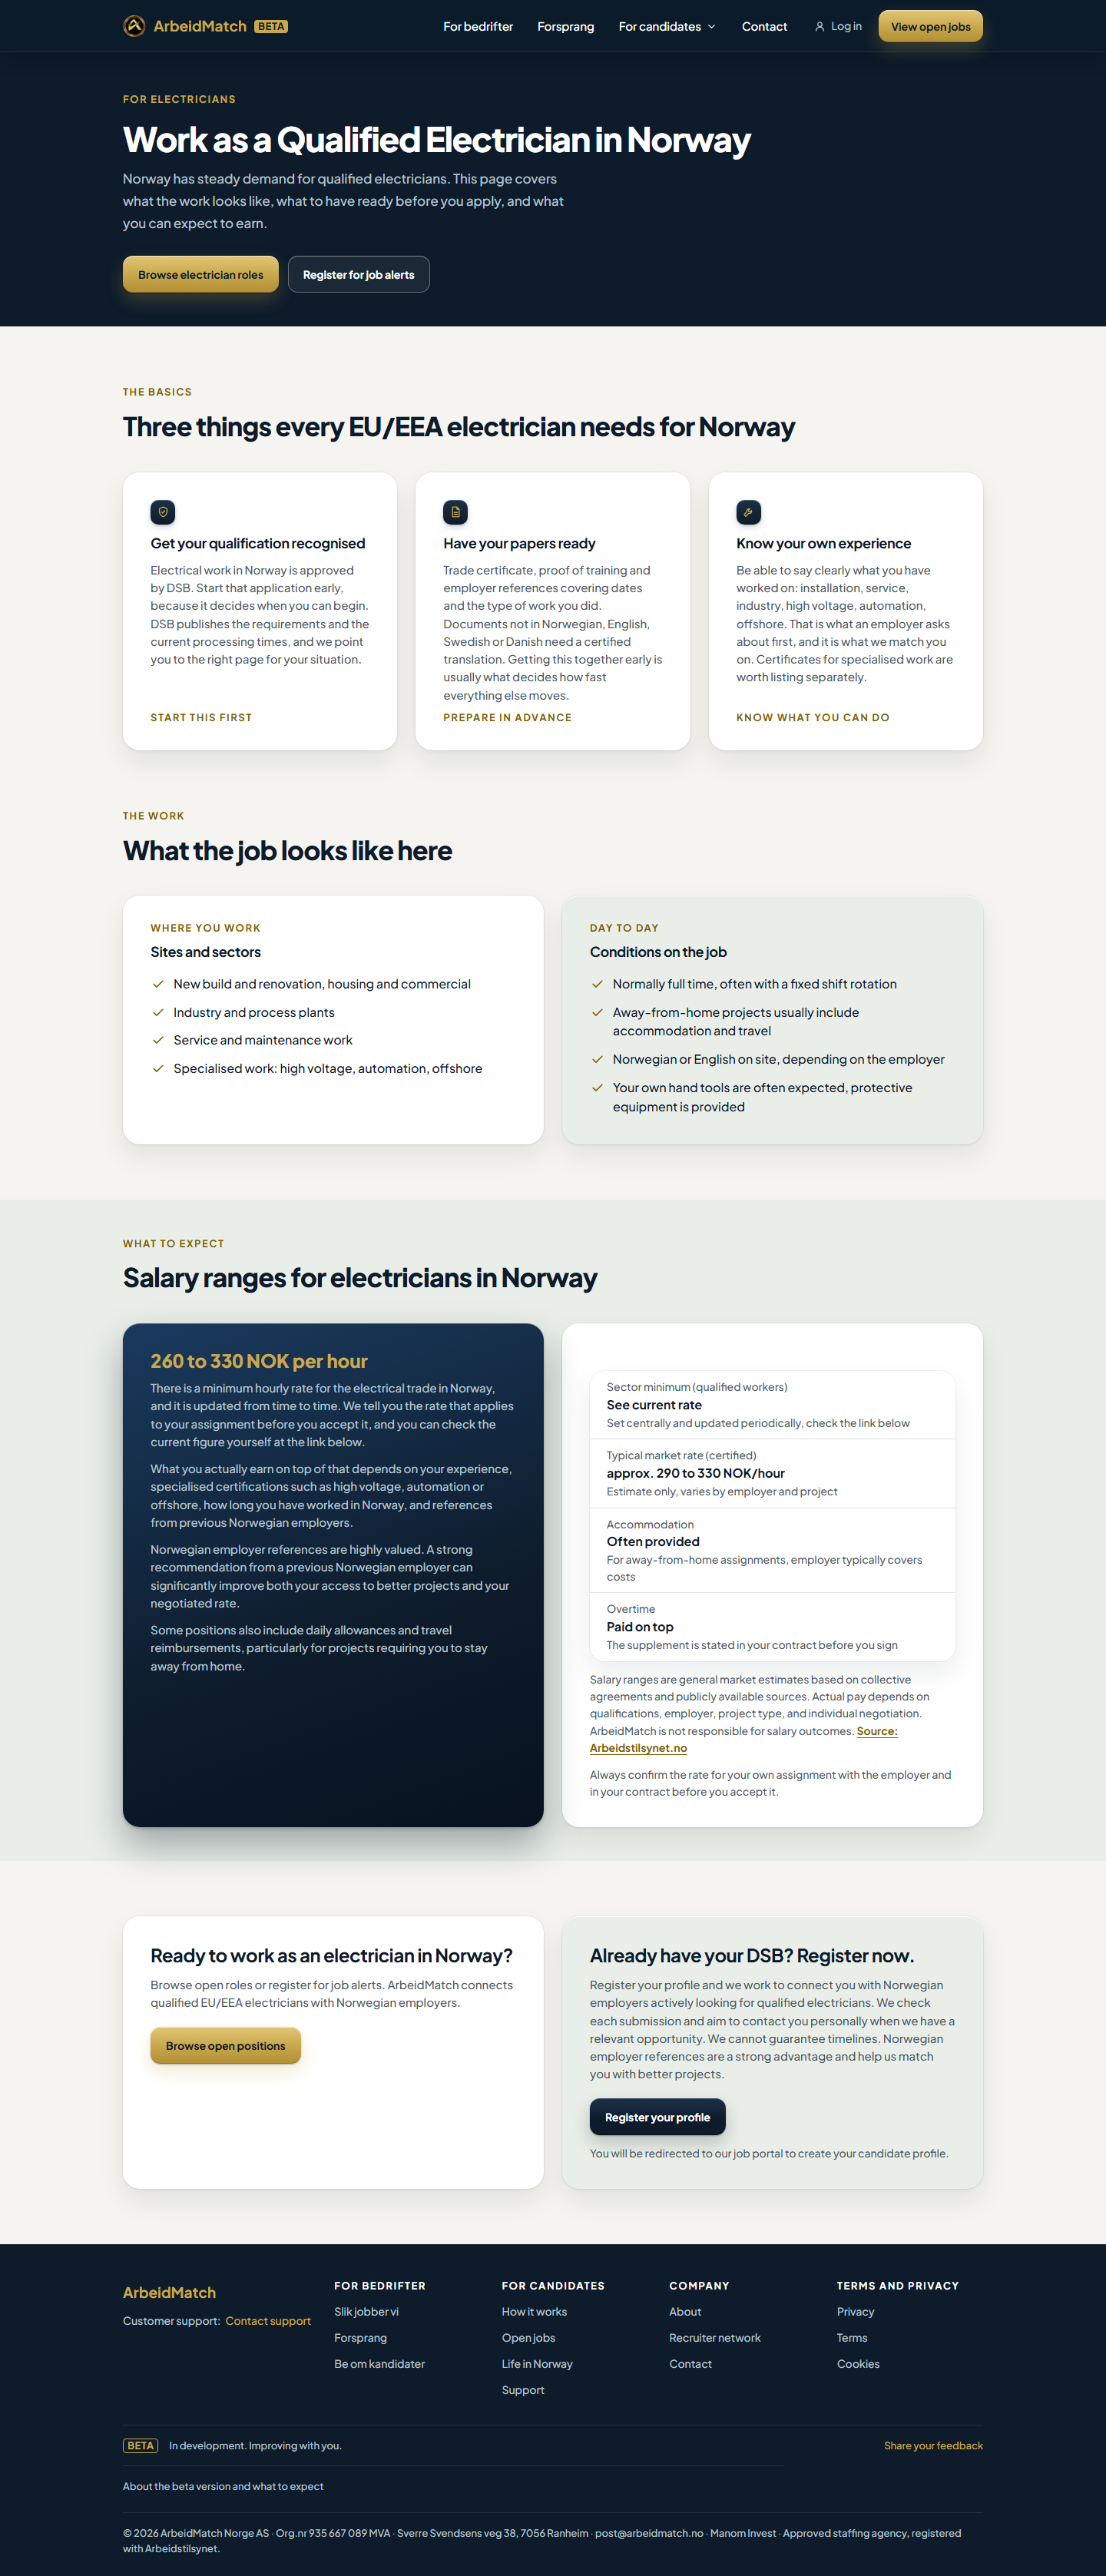 ArbeidMatch BETA
For bedrifter
Forsprang
For candidates
Contact
Log in
View open jobs
FOR ELECTRICIANS
Work as a Qualified Electrician in Norway
Norway has steady demand for qualified electricians. This page covers
what the work looks like, what to have ready before you apply, and what
you can expect to earn.
Browse electrician roles
Register for job alerts
THE BASICS
Three things every EU/EEA electrician needs for Norway
Get your qualification recognised
Electrical work in Norway is approved
by DSB. Start that application early,
because it decides when you can begin.
DSB publishes the requirements and the
current processing times, and we point
you to the right page for your situation.
START THIS FIRST
Have your papers ready
Trade certificate, proof of training and
employer references covering dates
and the type of work you did.
Documents not in Norwegian, English,
Swedish or Danish need a certified
translation. Getting this together early is
usually what decides how fast
everything else moves.
PREPARE IN ADVANCE
Know your own experience
Be able to say clearly what you have
worked on: installation, service,
industry, high voltage, automation,
offshore. That is what an employer asks
about first, and it is what we match you
on. Certificates for specialised work are
worth listing separately.
KNOW WHAT YOU CAN DO
THE WORK
What the job looks like here
WHERE YOU WORK
Sites and sectors
New build and renovation, housing and commercial
Industry and process plants
Service and maintenance work
Specialised work: high voltage, automation, offshore
DAY TO DAY
Conditions on the job
Normally full time, often with a fixed shift rotation
Away-from-home projects usually include
accommodation and travel
Norwegian or English on site, depending on the employer
Your own hand tools are often expected, protective
equipment is provided
WHAT TO EXPECT
Salary ranges for electricians in Norway
260 to 330 NOK per hour
There is a minimum hourly rate for the electrical trade in Norway,
and it is updated from time to time. We tell you the rate that applies
to your assignment before you accept it, and you can check the
current figure yourself at the link below.
What you actually earn on top of that depends on your experience,
specialised certifications such as high voltage, automation or
offshore, how long you have worked in Norway, and references
from previous Norwegian employers.
Norwegian employer references are highly valued. A strong
recommendation from a previous Norwegian employer can
significantly improve both your access to better projects and your
negotiated rate.
Some positions also include daily allowances and travel
reimbursements, particularly for projects requiring you to stay
away from home.
Sector minimum (qualified workers)
See current rate
Set centrally and updated periodically, check the link below
Typical market rate (certified)
approx. 290 to 330 NOK/hour
Estimate only, varies by employer and project
Accommodation
Often provided
For away-from-home assignments, employer typically covers
costs
Overtime
Paid on top
The supplement is stated in your contract before you sign
Salary ranges are general market estimates based on collective
agreements and publicly available sources. Actual pay depends on
qualifications, employer, project type, and individual negotiation.
ArbeidMatch is not responsible for salary outcomes. Source:
Arbeidstilsynet.no
Always confirm the rate for your own assignment with the employer and
in your contract before you accept it.
Ready to work as an electrician in Norway?
Browse open roles or register for job alerts. ArbeidMatch connects
qualified EU/EEA electricians with Norwegian employers.
Browse open positions
Already have your DSB? Register now.
Register your profile and we work to connect you with Norwegian
employers actively looking for qualified electricians. We check
each submission and aim to contact you personally when we have a
relevant opportunity. We cannot guarantee timelines. Norwegian
employer references are a strong advantage and help us match
you with better projects.
Register your profile
You will be redirected to our job portal to create your candidate profile.
ArbeidMatch
Customer support: Contact support
FOR BEDRIFTER
Slik jobber vi
Forsprang
Be om kandidater
FOR CANDIDATES
How it works
Open jobs
Life in Norway
Support
COMPANY
About
Recruiter network
Contact
TERMS AND PRIVACY
Privacy
Terms
Cookies
BETA In development. Improving with you.
Share your feedback
About the beta version and what to expect
© 2026 ArbeidMatch Norge AS · Org.nr 935 667 089 MVA · Sverre Svendsens veg 38, 7056 Ranheim · post@arbeidmatch.no · Manom Invest · Approved staffing agency, registered
with Arbeidstilsynet.